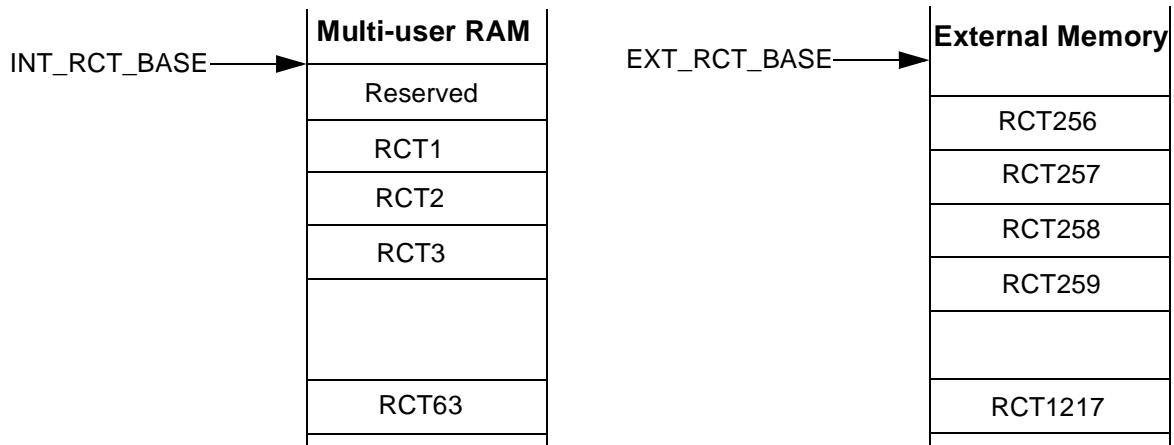 Multi-user RAM
INT_RCT_BASE
Reserved
RCT1
RCT2
RCT3
RCT63
External Memory
EXT_RCT_BASE
RCT256
RCT257
RCT258
RCT259
RCT1217